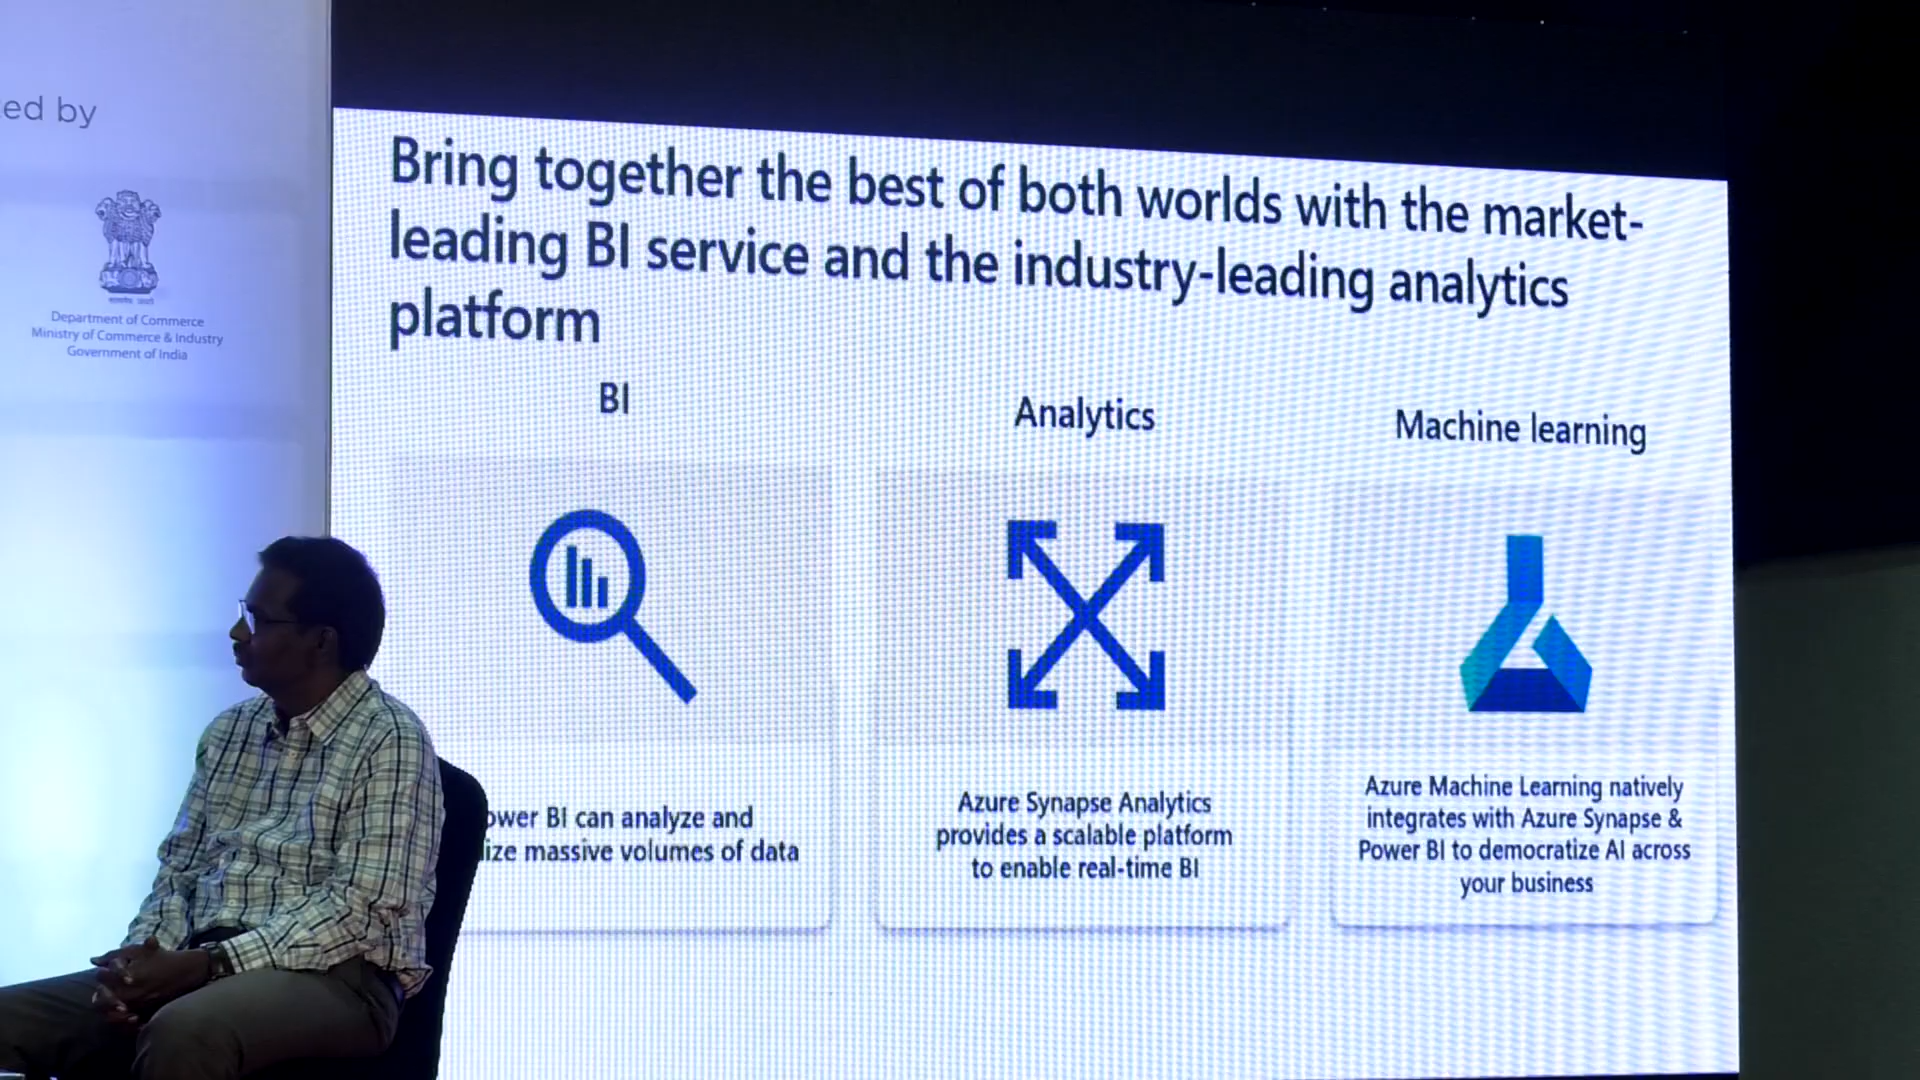 by
Department of Commerce
Ministry of Commerce & Industry
Government of India
Bring together the best of both worlds with the market-
leading BI service and the industry-leading analytics
platform
BI
Analytics
Machine learning
BI can analyze and
massive volumes of data
Azure Synapse Analytics
provides a scalable platform
to enable real-time BI
Azure Machine Learning natively
integrates with Azure Synapse &
Power BI to democratize AI across
your business